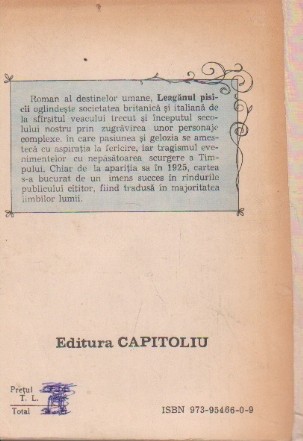 Roman al destinelor umane, Leagănul pisi-
cii oglindește societatea britanică și italiană de
la sfîrșitul veacului trecut și începutul seco-
lului nostru prin zugrăvirea unor personaje
complexe, în care pasiunea și gelozia se ames-
tecă cu aspirația la fericire, iar tragismul eve-
nimentelor cu nepăsătoarea scurgere a Tim-
pului. Chiar de la apariția sa în 1925, cartea
s-a bucurat de un imens succes în rîndurile
publicului cititor, fiind tradusă în majoritatea
limbilor lumii.
Editura CAPITOLIU
Prețul
T. L.
Total
ISBN 973-95466-0-9